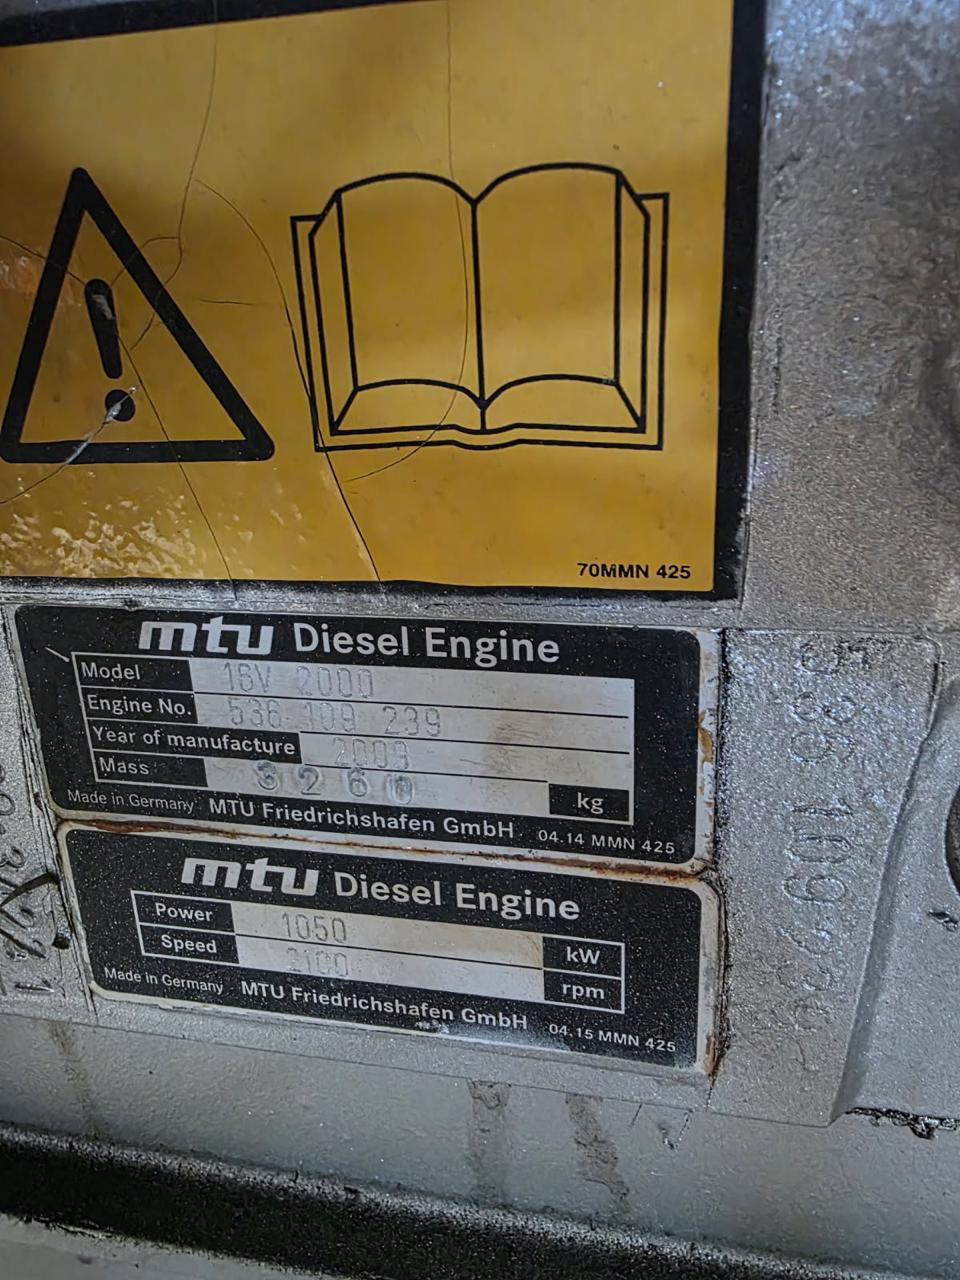 70MMN 425
mtu Diesel Engine
Model 16V 2000
Engine No. 536 109 239
Year of manufacture 2009
Mass 3260 kg
Made in Germany MTU Friedrichshafen GmbH 04.14 MMN 425
mtu Diesel Engine
Power 1050 kW
Speed 2100 rpm
Made in Germany MTU Friedrichshafen GmbH 04.15 MMN 425